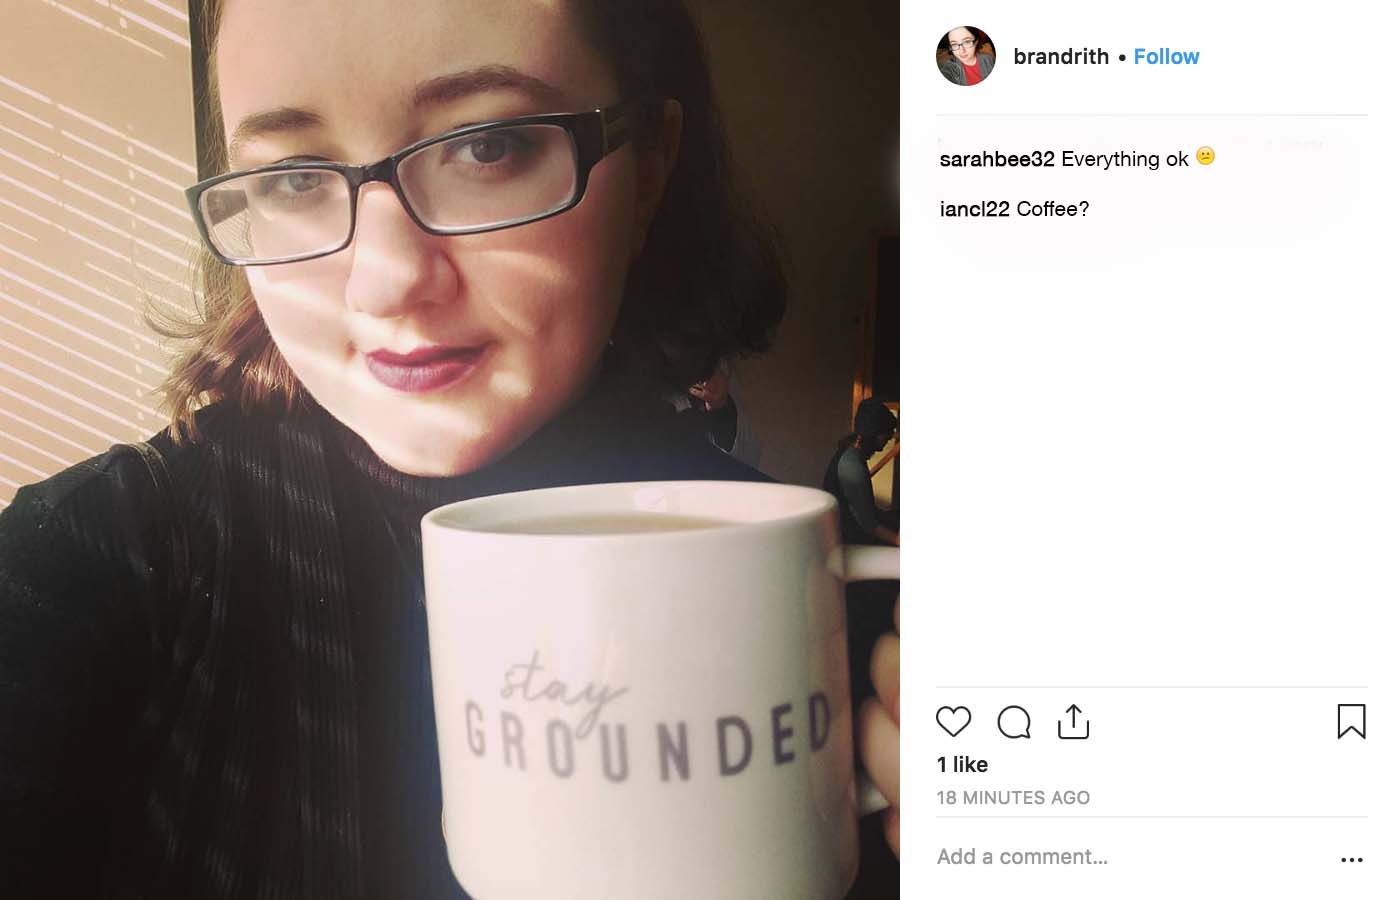 stay
GROUNDED
brandrith • Follow
sarahbee32 Everything ok 😕
iancl22 Coffee?
1 like
18 MINUTES AGO
Add a comment...